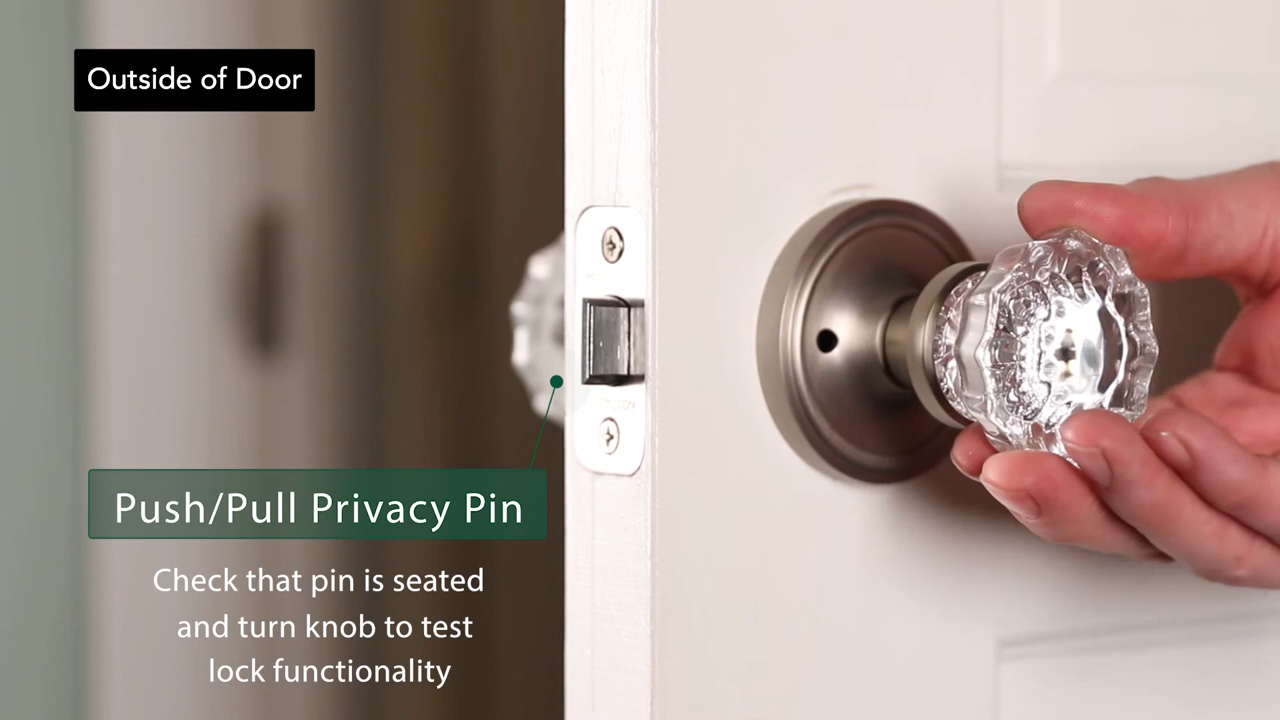 Outside of Door
Push/Pull Privacy Pin
Check that pin is seated
and turn knob to test
lock functionality